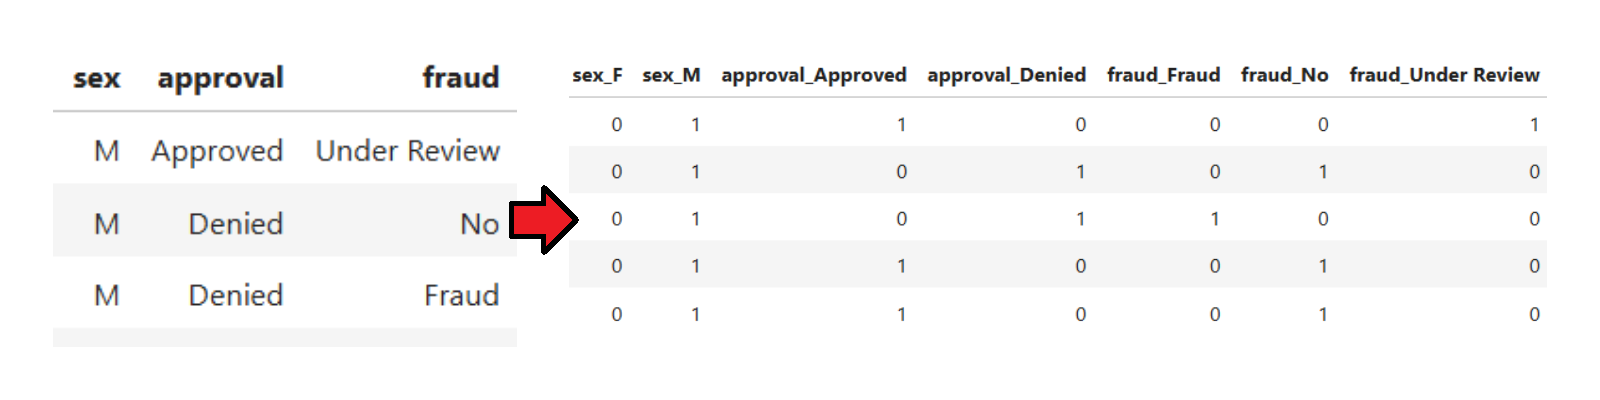 sex approval fraud
M Approved Under Review
M Denied No
M Denied Fraud
sex_F sex_M approval_Approved approval_Denied fraud_Fraud fraud_No fraud_Under Review
0 1 1 0 0 0 1
0 1 0 1 0 1 0
0 1 0 1 1 0 0
0 1 1 0 0 1 0
0 1 1 0 0 1 0